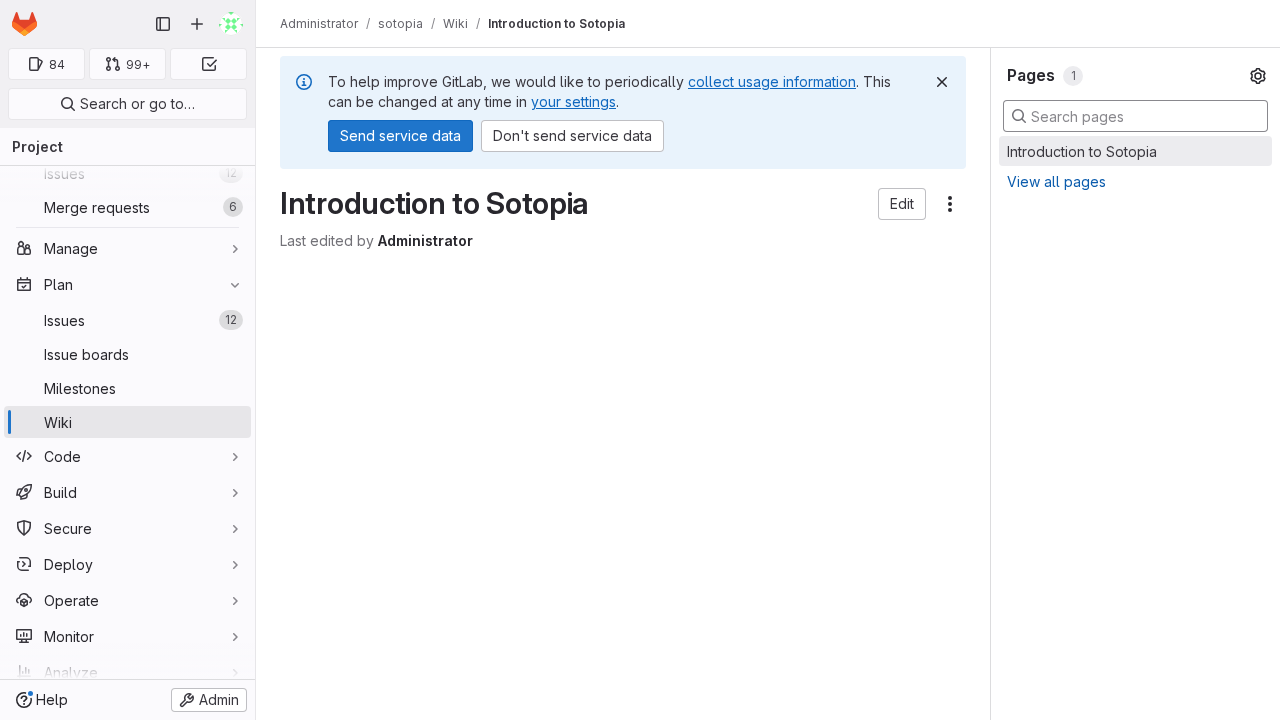 84
99+
Search or go to…
Project
Issues 12
Merge requests 6
Manage
Plan
Issues 12
Issue boards
Milestones
Wiki
Code
Build
Secure
Deploy
Operate
Monitor
Analyze
Help
Admin
Administrator / sotopia / Wiki / Introduction to Sotopia
To help improve GitLab, we would like to periodically collect usage information. This
can be changed at any time in your settings.
Send service data
Don't send service data
Introduction to Sotopia
Edit
Last edited by Administrator
Pages 1
Search pages
Introduction to Sotopia
View all pages